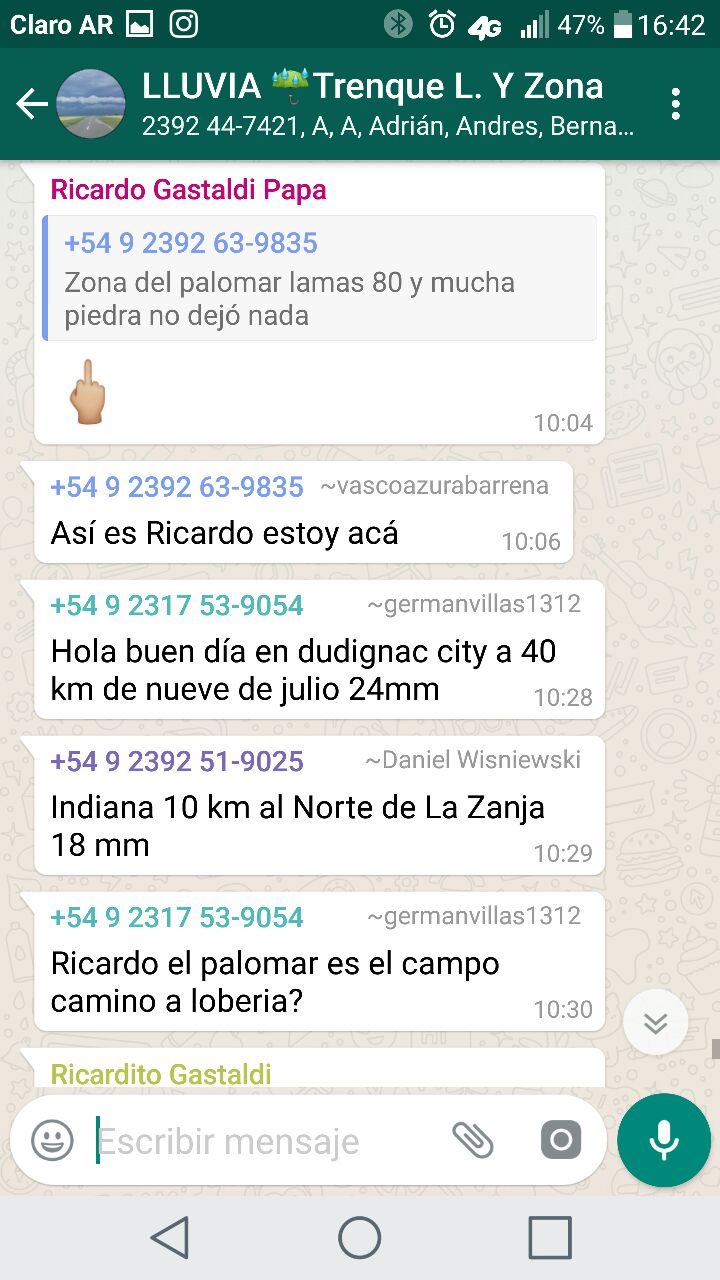 Claro AR 4G 47% 16:42
LLUVIA Trenque L. Y Zona
2392 44-7421, A, A, Adrián, Andres, Berna...
Ricardo Gastaldi Papa
+54 9 2392 63-9835
Zona del palomar lamas 80 y mucha
piedra no dejó nada
10:04
+54 9 2392 63-9835 ~vascoazurabarrena
Así es Ricardo estoy acá 10:06
+54 9 2317 53-9054 ~germanvillas1312
Hola buen día en dudignac city a 40
km de nueve de julio 24mm 10:28
+54 9 2392 51-9025 ~Daniel Wisniewski
Indiana 10 km al Norte de La Zanja
18 mm 10:29
+54 9 2317 53-9054 ~germanvillas1312
Ricardo el palomar es el campo
camino a loberia? 10:30
Ricardito Gastaldi
Escribir mensaje